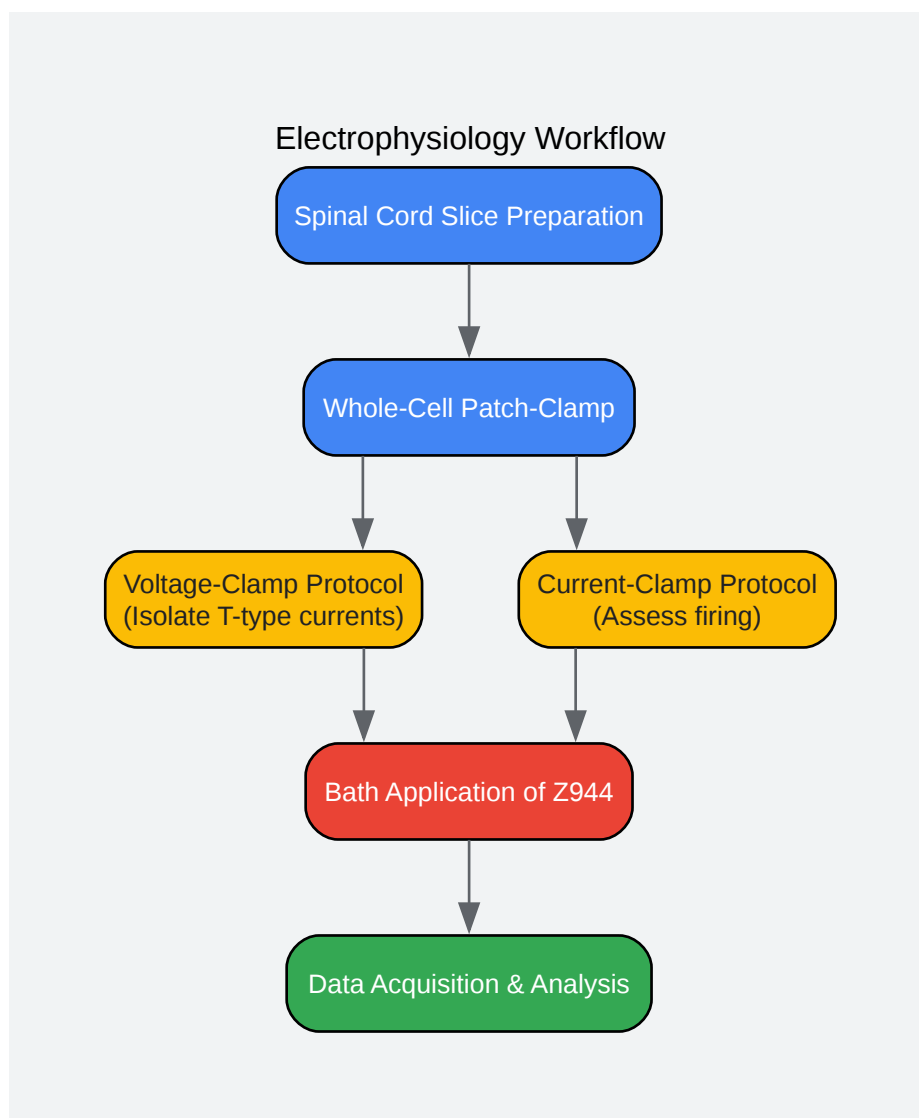 Electrophysiology Workflow
Spinal Cord Slice Preparation
Whole-Cell Patch-Clamp
Voltage-Clamp Protocol
(Isolate T-type currents)
Current-Clamp Protocol
(Assess firing)
Bath Application of Z944
Data Acquisition & Analysis